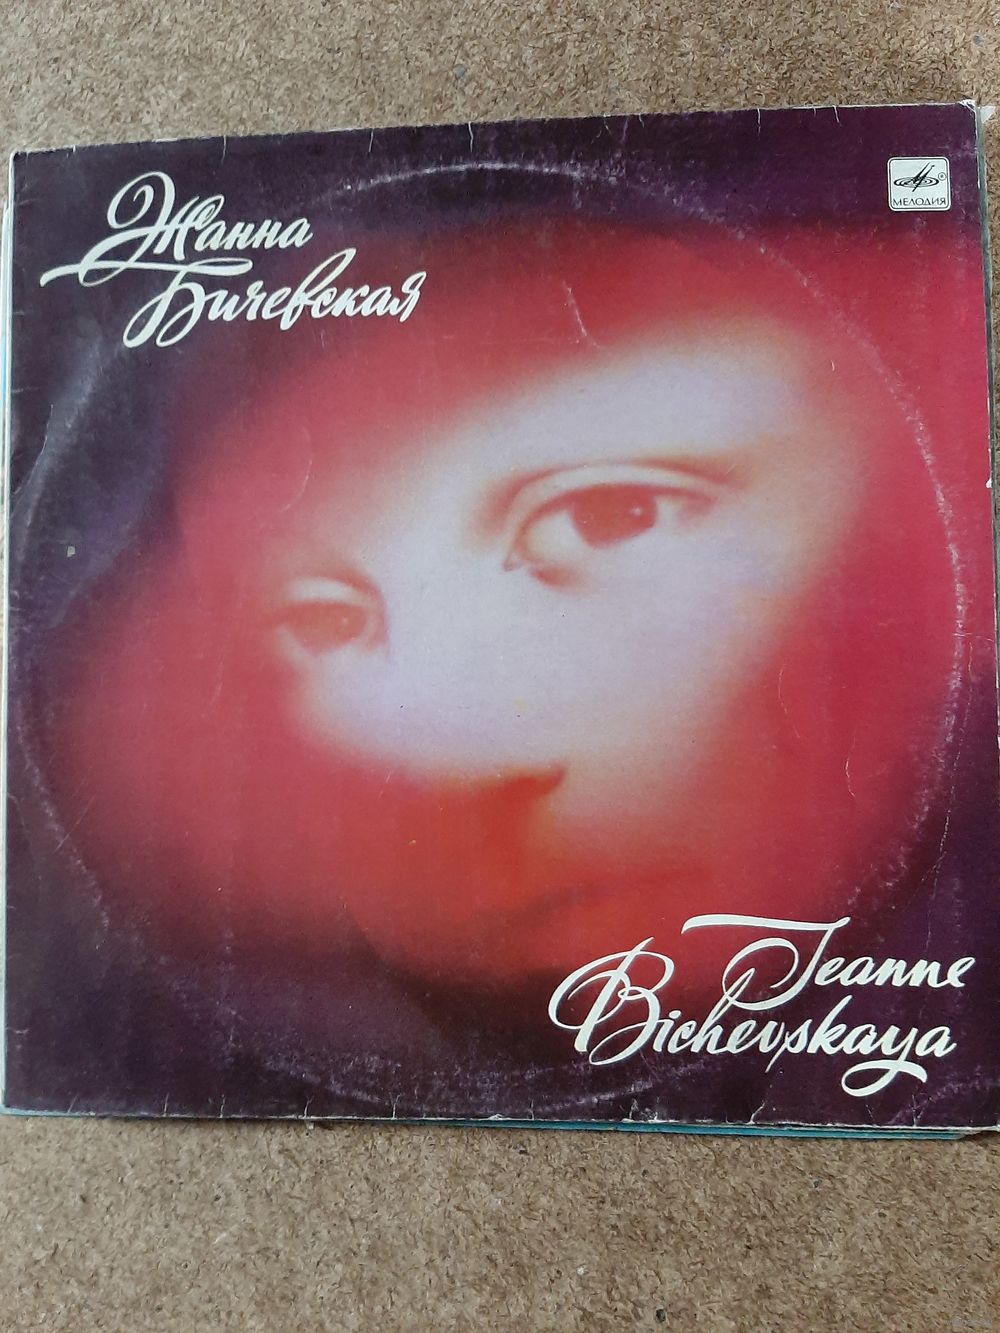 Жанна
Бичевская
МЕЛОДИЯ
Jeanne
Bichevskaya